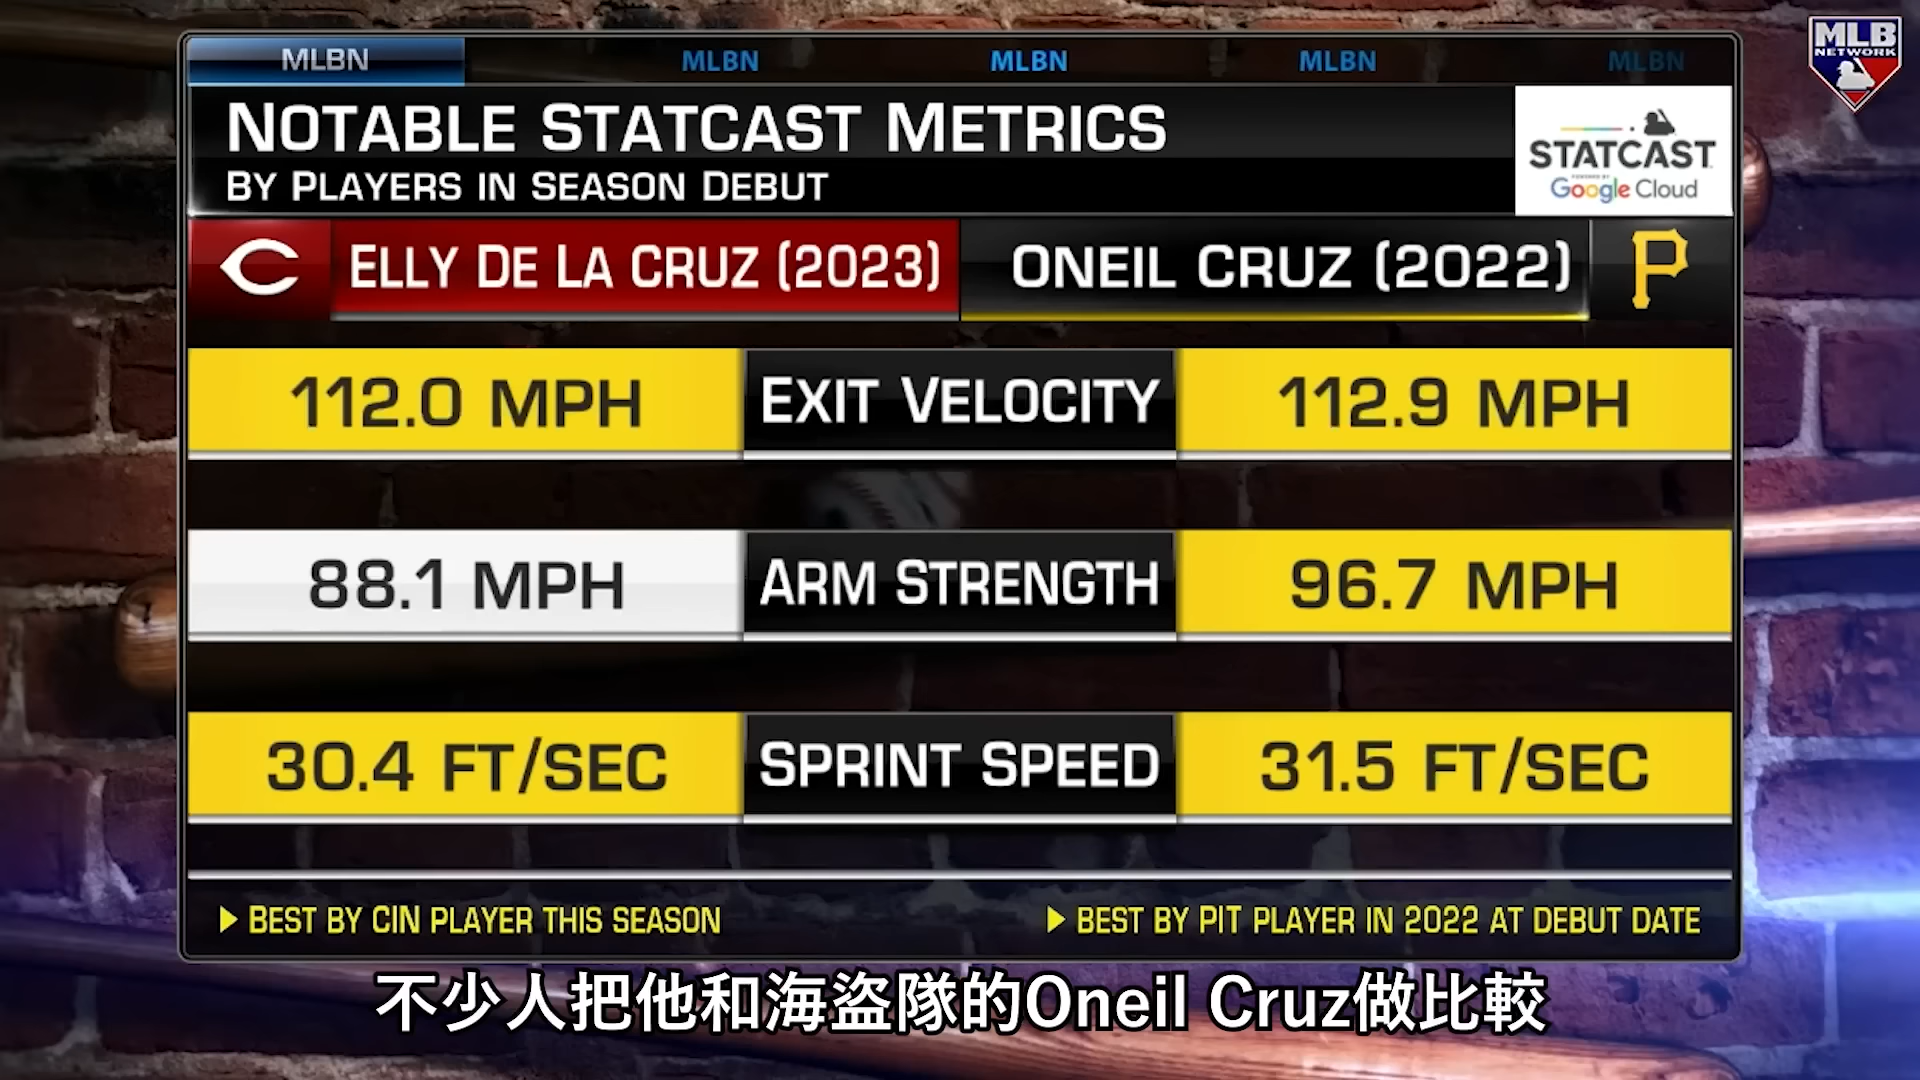 MLBN MLBN MLBN MLBN MLBN
MLB
NETWORK
NOTABLE STATCAST METRICS
BY PLAYERS IN SEASON DEBUT
STATCAST
POWERED BY
Google Cloud
C ELLY DE LA CRUZ (2023) ONEIL CRUZ (2022) P
112.0 MPH EXIT VELOCITY 112.9 MPH
88.1 MPH ARM STRENGTH 96.7 MPH
30.4 FT/SEC SPRINT SPEED 31.5 FT/SEC
BEST BY CIN PLAYER THIS SEASON BEST BY PIT PLAYER IN 2022 AT DEBUT DATE
不少人把他和海盜隊的Oneil Cruz做比較